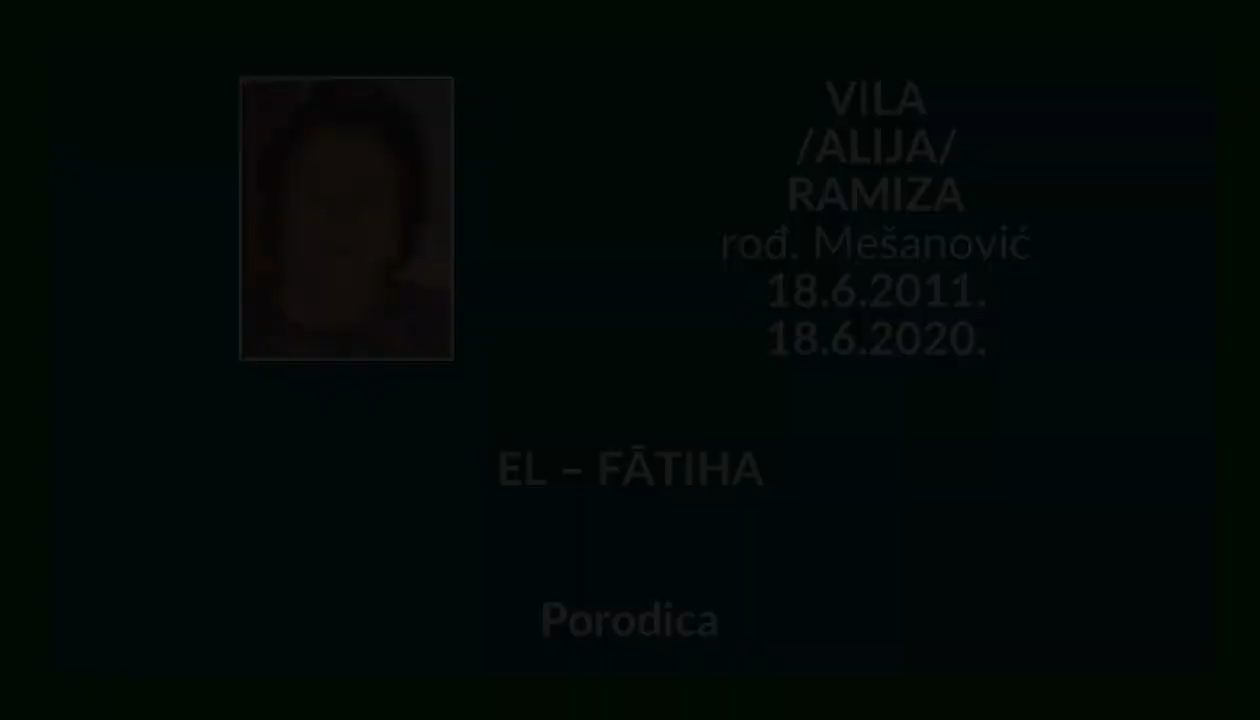 VILA
/ALIJA/
RAMIZA
rođ. Mešanović
18.6.2011.
18.6.2020.
EL – FĀTIHA
Porodica